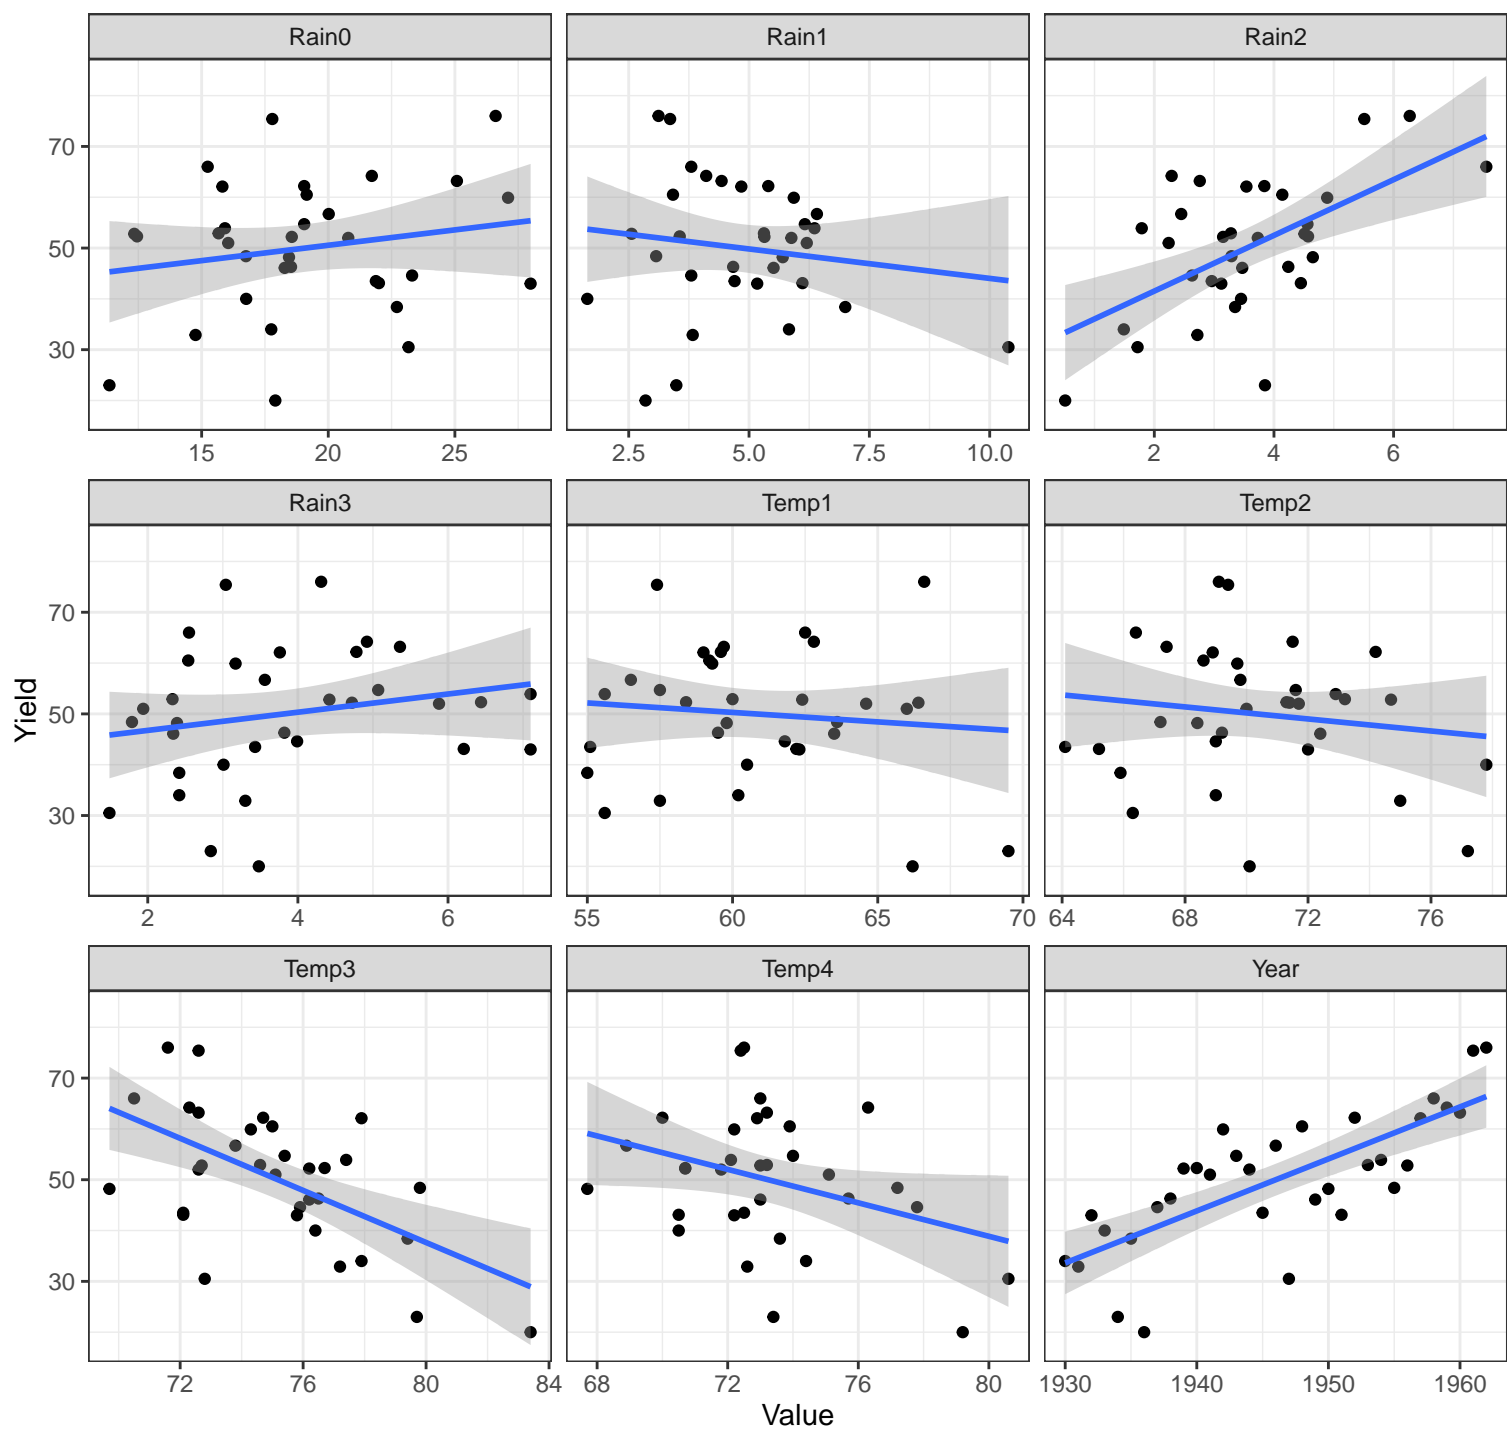 Rain0 Rain1 Rain2
70
50
30
15 20 25 2.5 5.0 7.5 10.0 2 4 6
Rain3 Temp1 Temp2
70
50
30
2 4 6 55 60 65 70 64 68 72 76
Yield
Temp3 Temp4 Year
70
50
30
72 76 80 84 68 72 76 80 1930 1940 1950 1960
Value